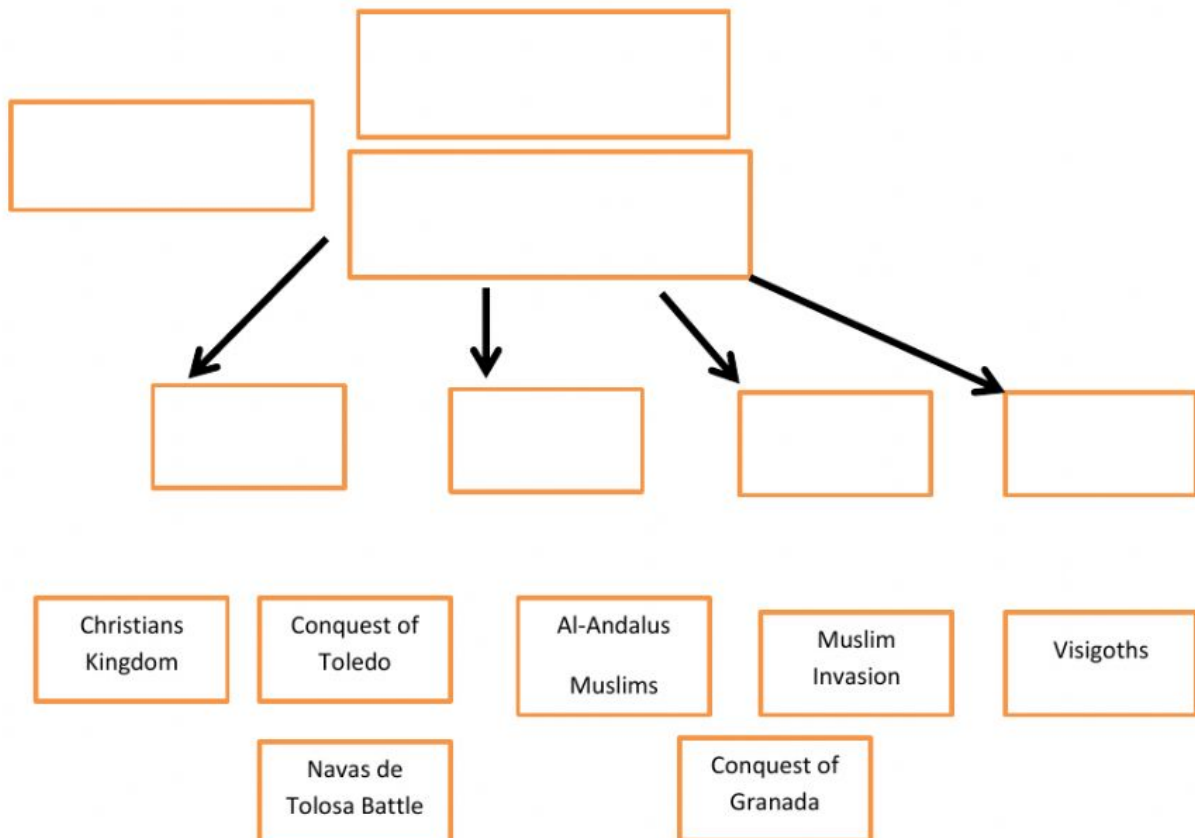 Christians
Kingdom
Conquest of
Toledo
Al-Andalus
Muslims
Muslim
Invasion
Visigoths
Navas de
Tolosa Battle
Conquest of
Granada